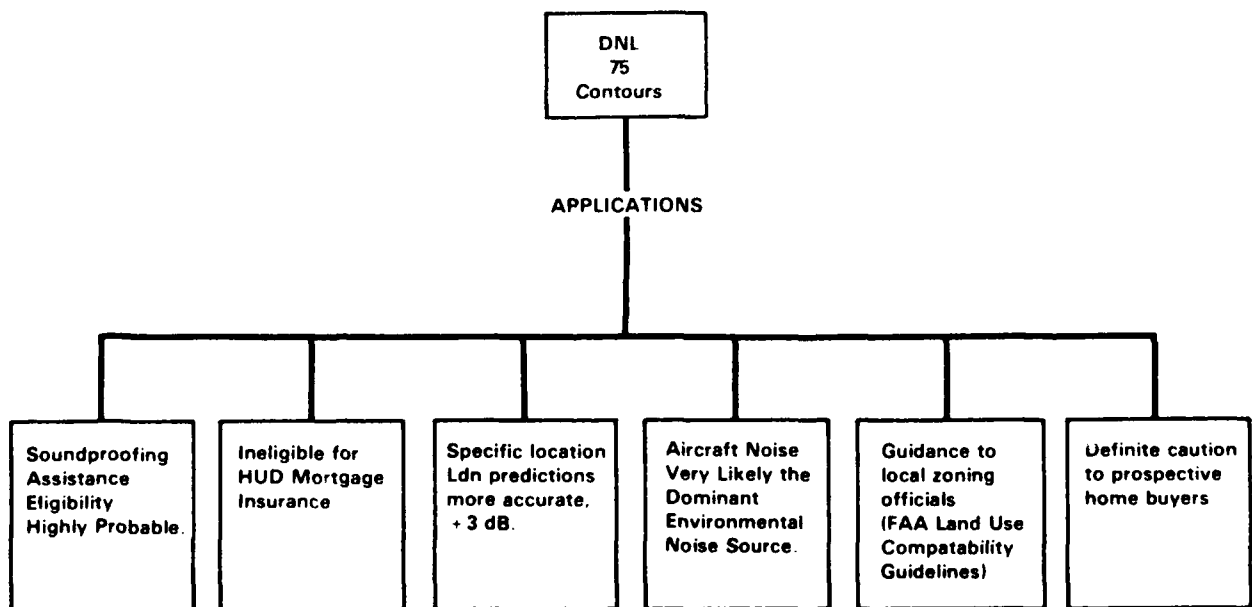 DNL
75
Contours
APPLICATIONS
Soundproofing
Assistance
Eligibility
Highly Probable.
Ineligible for
HUD Mortgage
Insurance
Specific location
Ldn predictions
more accurate,
+ 3 dB.
Aircraft Noise
Very Likely the
Dominant
Environmental
Noise Source.
Guidance to
local zoning
officials
(FAA Land Use
Compatability
Guidelines)
Definite caution
to prospective
home buyers